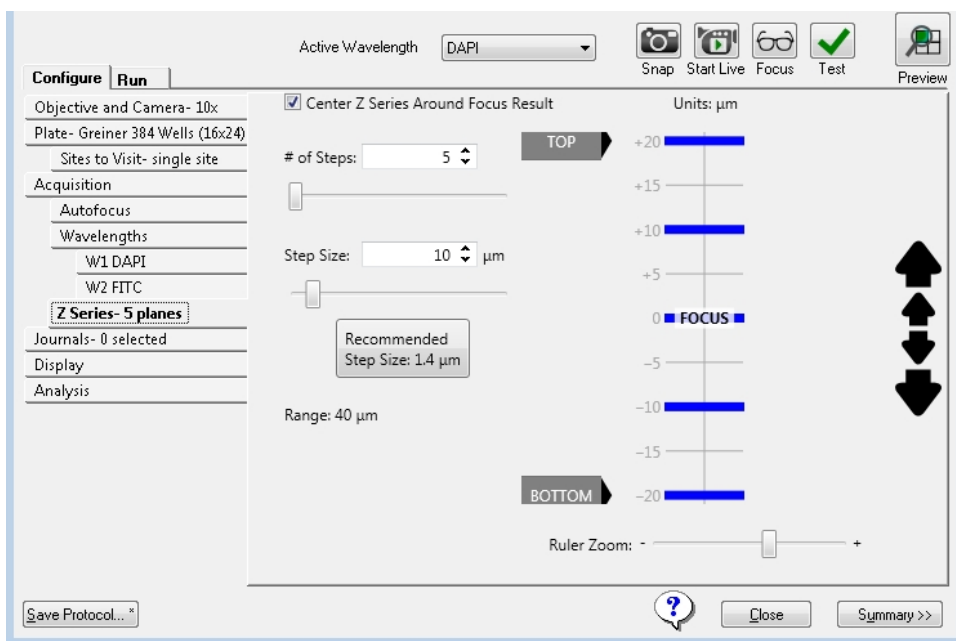 Active Wavelength DAPI
Snap Start Live Focus Test Preview
Configure Run
Objective and Camera- 10x
Plate- Greiner 384 Wells (16x24)
Sites to Visit- single site
Acquisition
Autofocus
Wavelengths
W1 DAPI
W2 FITC
Z Series- 5 planes
Journals- 0 selected
Display
Analysis
Center Z Series Around Focus Result
# of Steps: 5
Step Size: 10 µm
Recommended
Step Size: 1.4 µm
Range: 40 µm
Units: µm
TOP +20
+15
+10
+5
0 FOCUS
−5
−10
−15
BOTTOM −20
Ruler Zoom: - +
Save Protocol... *
? Close Summary >>